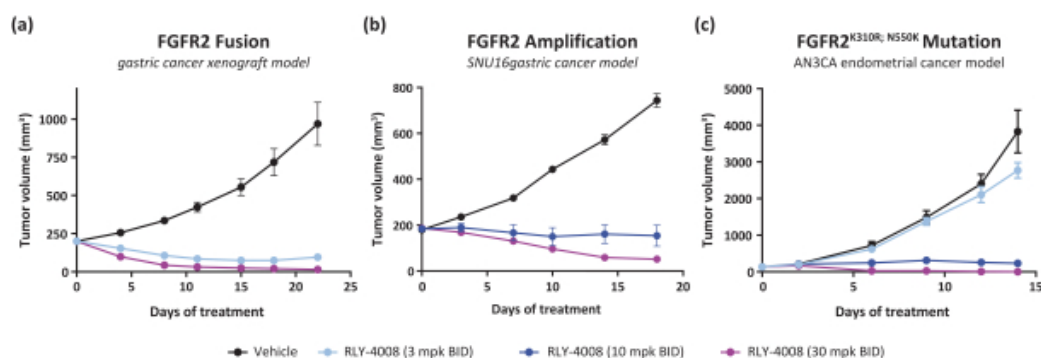 (a)
FGFR2 Fusion
gastric cancer xenograft model
Tumor volume (mm³)
1000
750
500
250
0
0 5 10 15 20 25
Days of treatment
(b)
FGFR2 Amplification
SNU16gastric cancer model
Tumor volume (mm³)
800
600
400
200
0
0 5 10 15 20
Days of treatment
(c)
FGFR2K310R; N550K Mutation
AN3CA endometrial cancer model
Tumor volume (mm³)
5000
4000
3000
2000
1000
0
0 5 10 15
Days of treatment
Vehicle RLY-4008 (3 mpk BID) RLY-4008 (10 mpk BID) RLY-4008 (30 mpk BID)